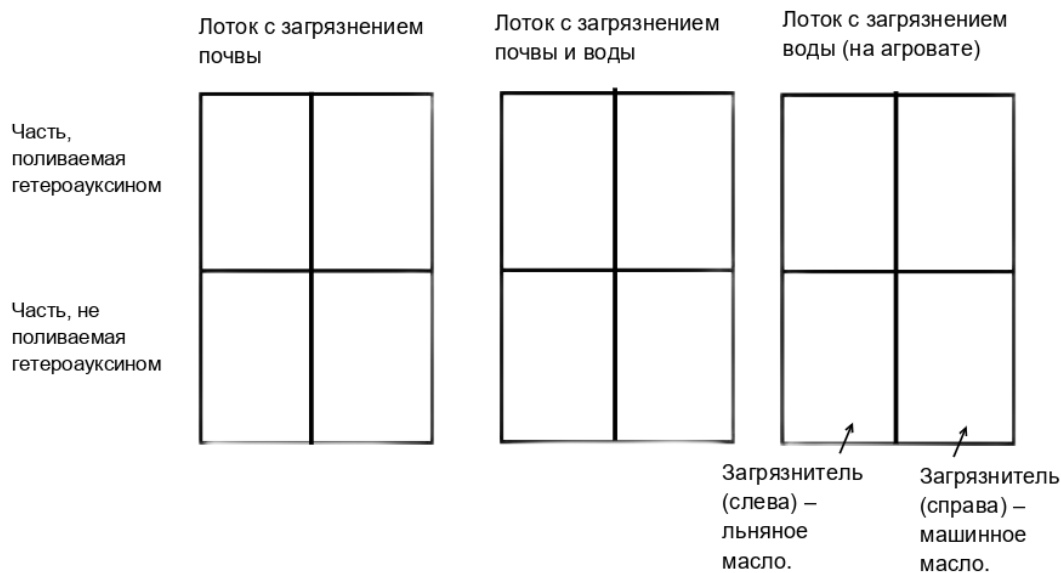 Лоток с загрязнением
почвы
Лоток с загрязнением
почвы и воды
Лоток с загрязнением
воды (на агровате)
Часть,
поливаемая
гетероауксином
Часть, не
поливаемая
гетероауксином
Загрязнитель
(слева) –
льняное
масло.
Загрязнитель
(справа) –
машинное
масло.